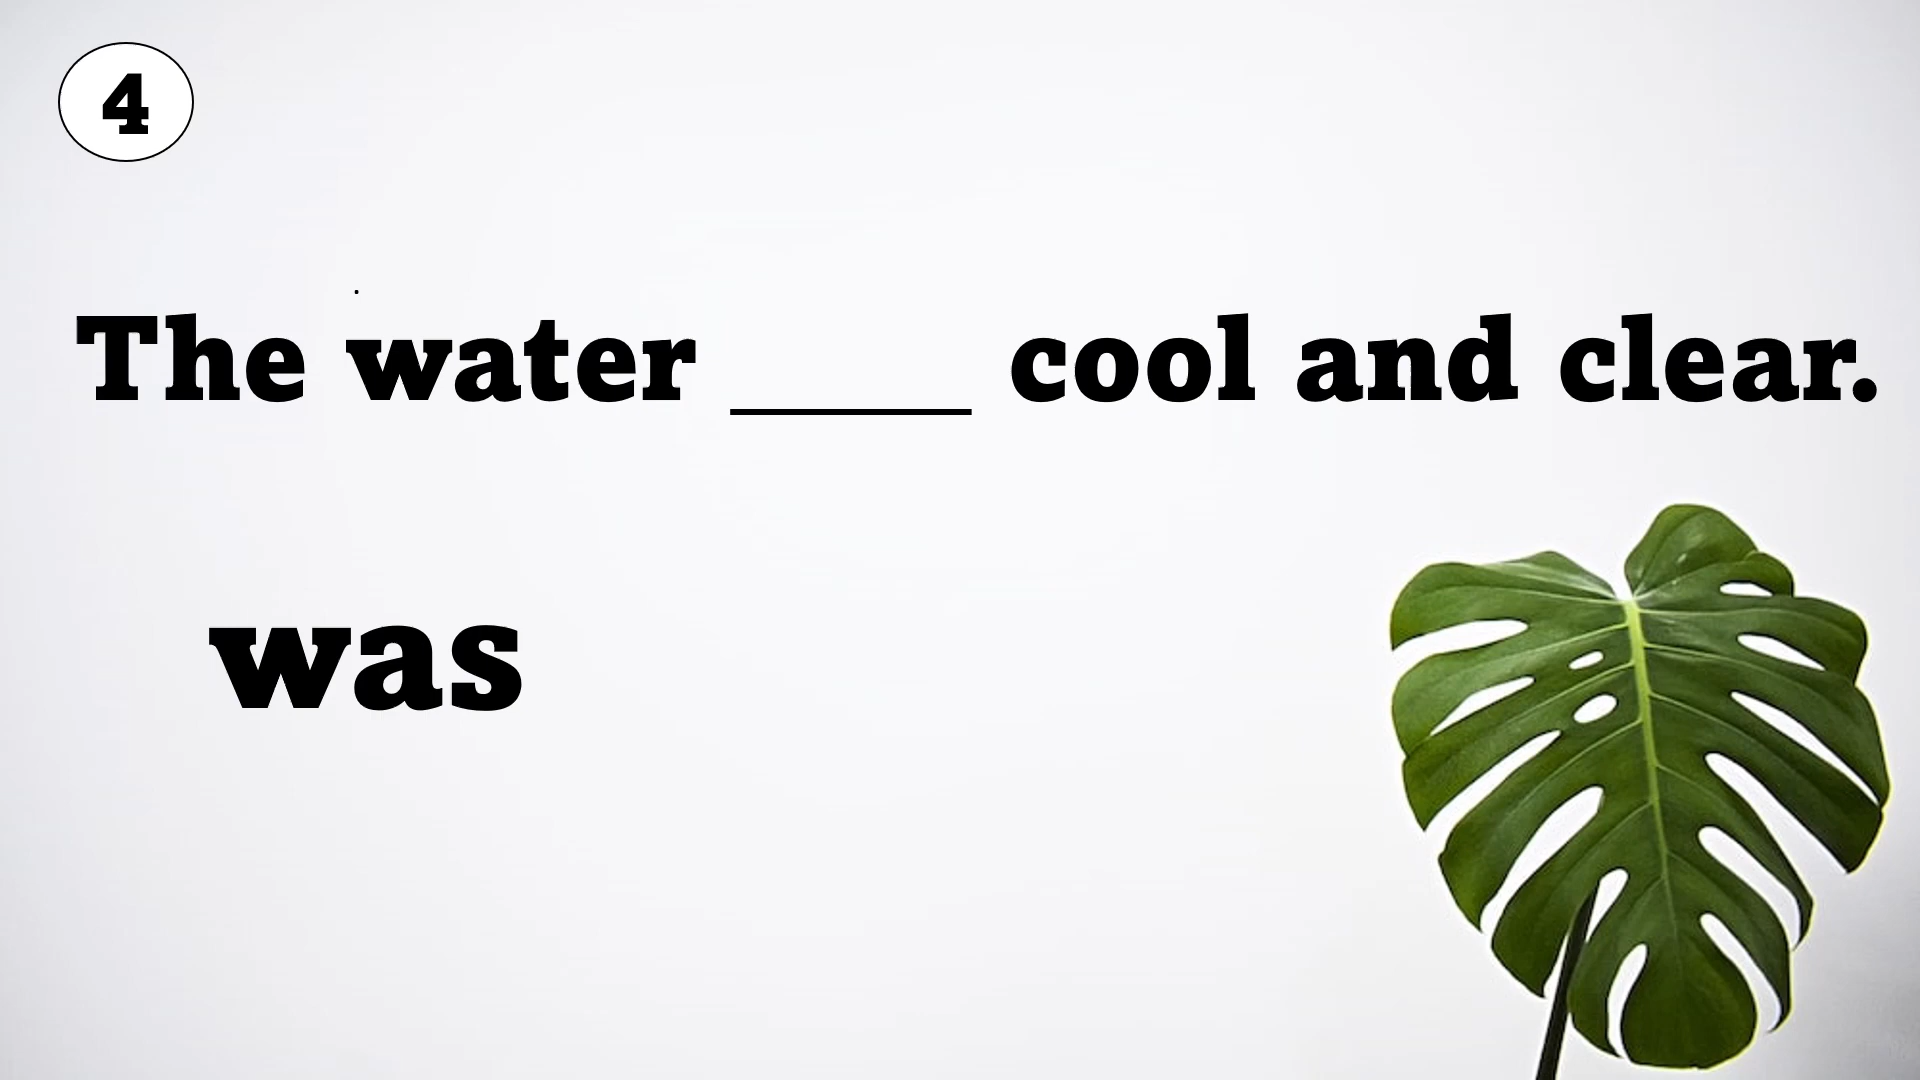 4
The water _____ cool and clear.
was